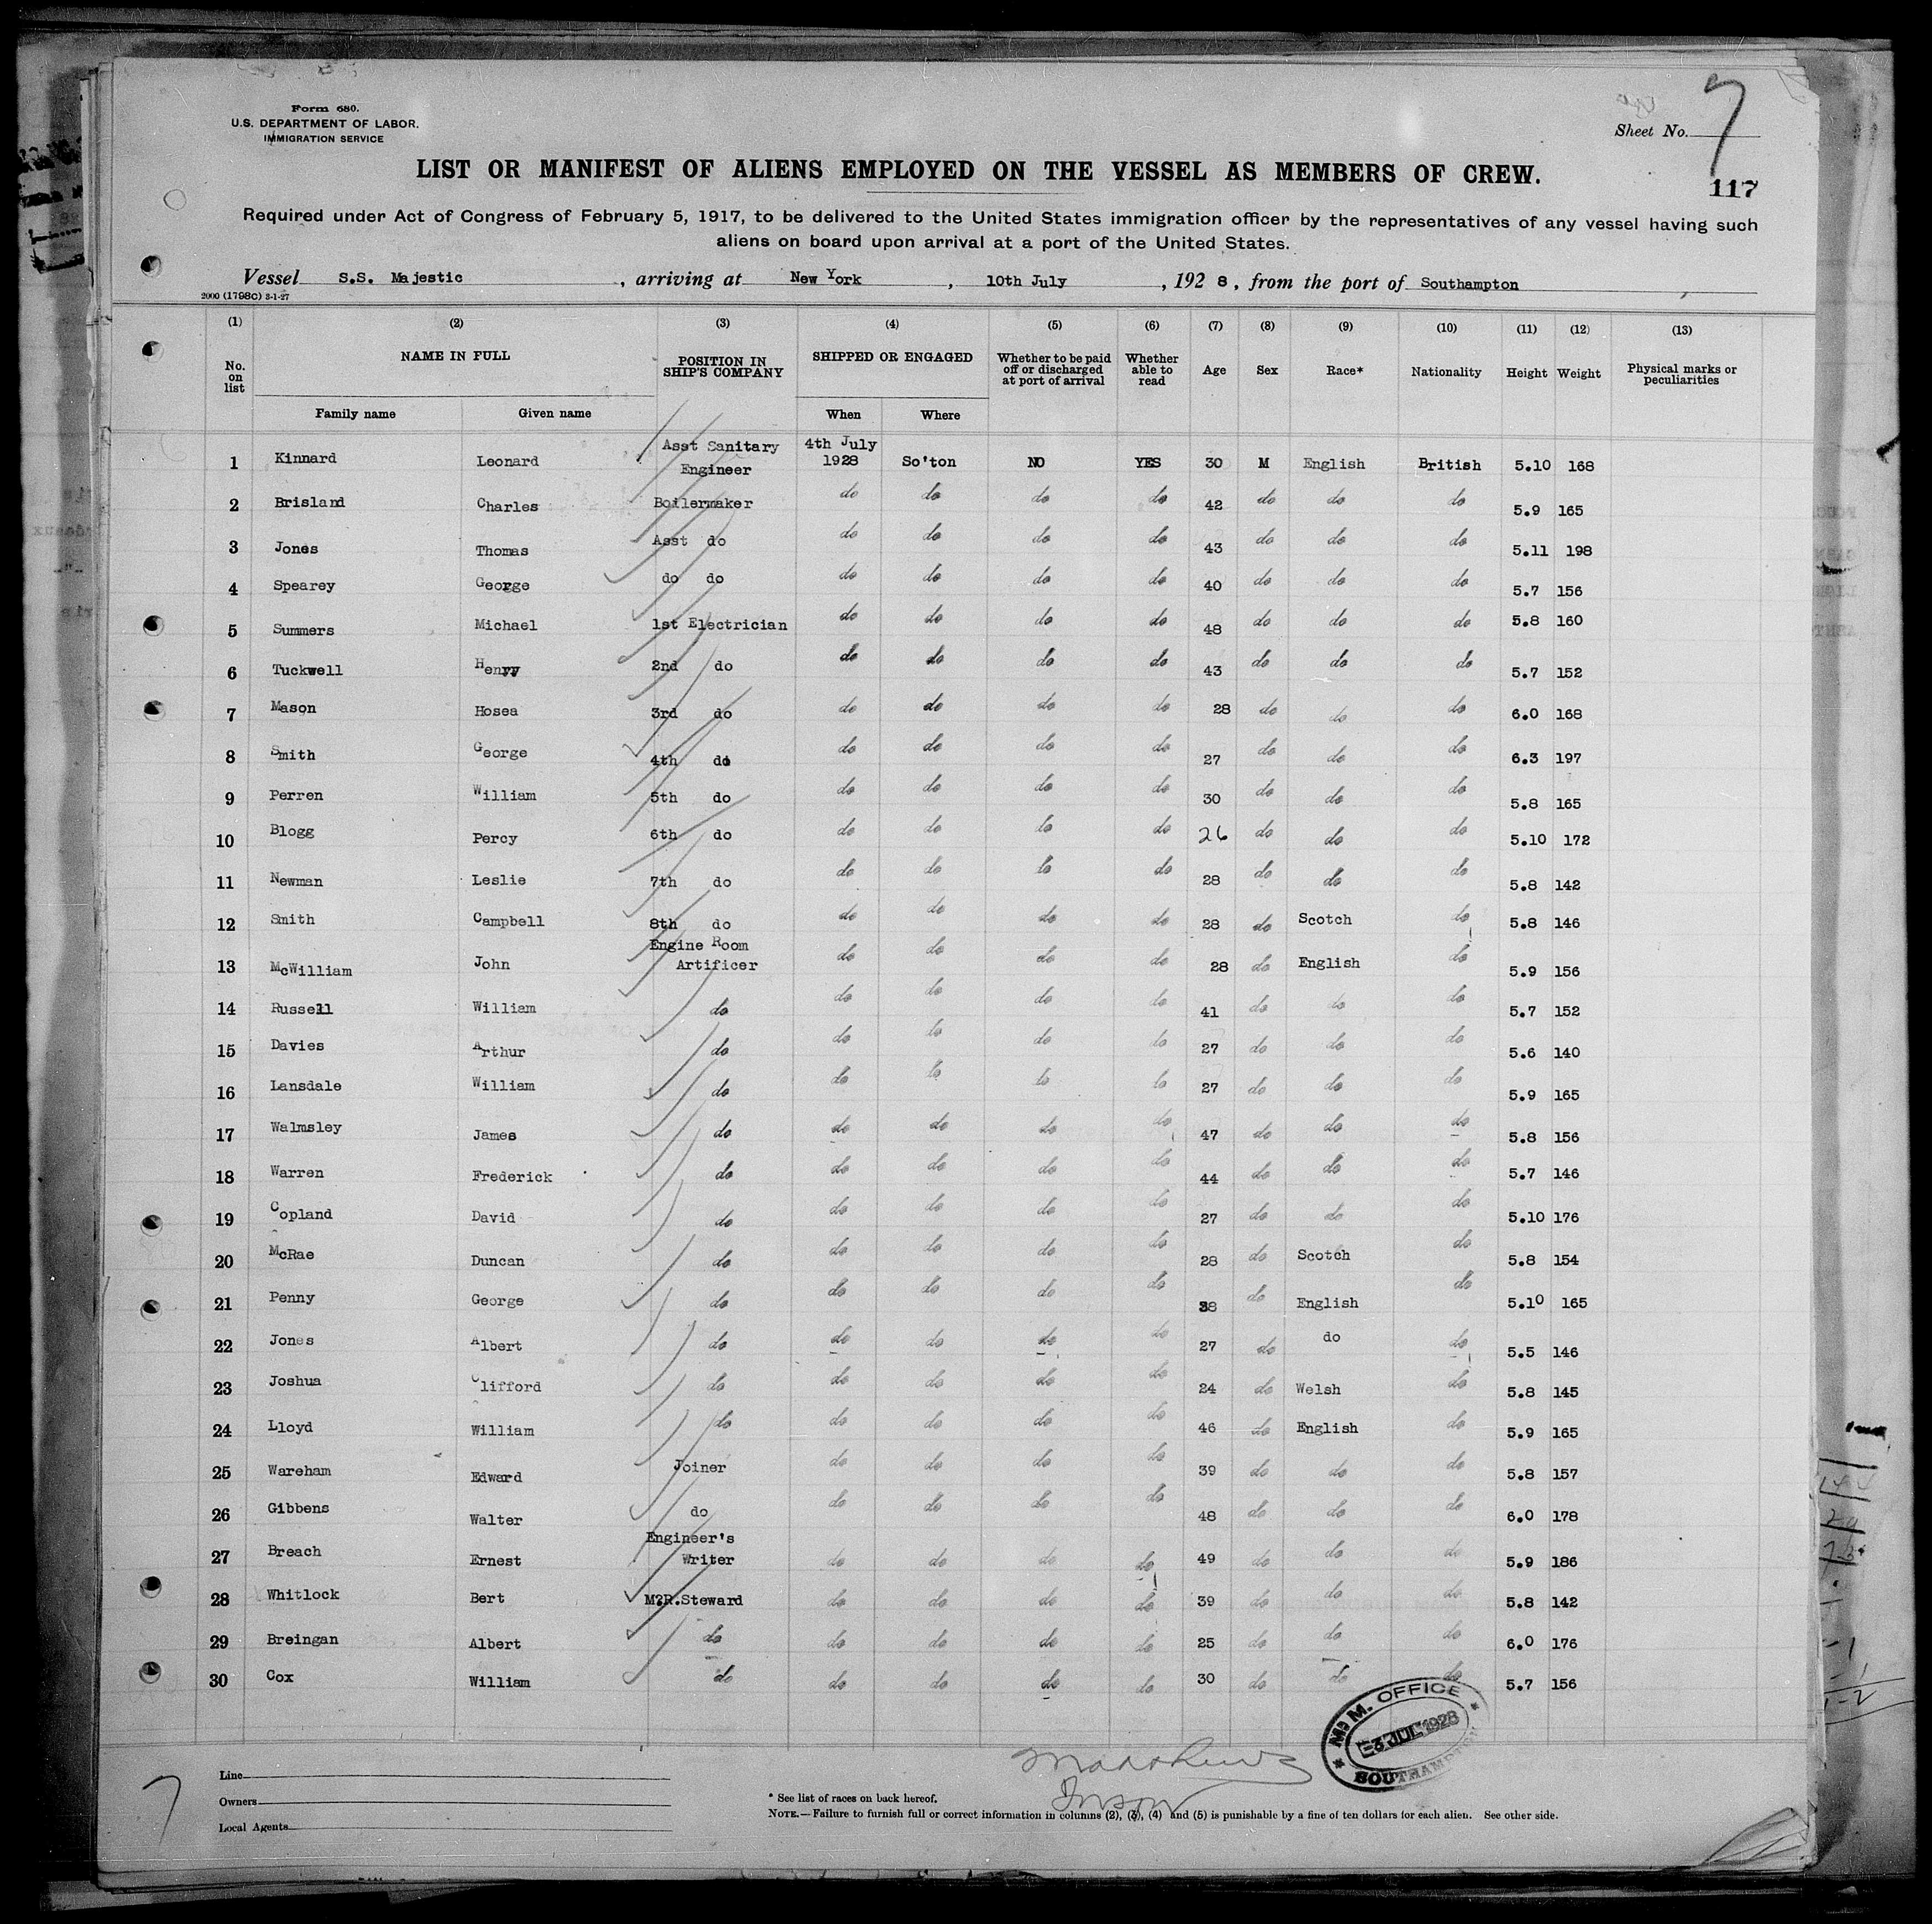 Form 680.
U.S. DEPARTMENT OF LABOR.
IMMIGRATION SERVICE
Sheet No. 7
LIST OR MANIFEST OF ALIENS EMPLOYED ON THE VESSEL AS MEMBERS OF CREW.
117
Required under Act of Congress of February 5, 1917, to be delivered to the United States immigration officer by the representatives of any vessel having such
aliens on board upon arrival at a port of the United States.
Vessel S.S. Majestic, arriving at New York, 10th July, 192 8, from the port of Southampton
2000 (1798C) 3-1-27
(1) (2) (3) (4) (5) (6) (7) (8) (9) (10) (11) (12) (13)
No. on list NAME IN FULL POSITION IN SHIP'S COMPANY SHIPPED OR ENGAGED Whether to be paid off or discharged at port of arrival Whether able to read Age Sex Race* Nationality Height Weight Physical marks or peculiarities
Family name Given name When Where
1 Kinnard Leonard Asst Sanitary Engineer 4th July 1928 So'ton NO YES 30 M English British 5.10 168
2 Brisland Charles Boilermaker do do do do 42 do do do 5.9 165
3 Jones Thomas Asst do do do do do 43 do do do 5.11 198
4 Spearey George do do do do do do 40 do do do 5.7 156
5 Summers Michael 1st Electrician do do do do 48 do do do 5.8 160
6 Tuckwell Henry 2nd do do do do do 43 do do do 5.7 152
7 Mason Hosea 3rd do do do do do 28 do do do 6.0 168
8 Smith George 4th do do do do do 27 do do do 6.3 197
9 Perren William 5th do do do do do 30 do do do 5.8 165
10 Blogg Percy 6th do do do do do 26 do do do 5.10 172
11 Newman Leslie 7th do do do do do 28 do do do 5.8 142
12 Smith Campbell 8th do do do do do 28 do Scotch do 5.8 146
13 McWilliam John Engine Room Artificer do do do do 28 do English do 5.9 156
14 Russell William do do do do do 41 do do do 5.7 152
15 Davies Arthur do do do do do 27 do do do 5.6 140
16 Lansdale William do do do do do 27 do do do 5.9 165
17 Walmsley James do do do do do 47 do do do 5.8 156
18 Warren Frederick do do do do do 44 do do do 5.7 146
19 Copland David do do do do do 27 do do do 5.10 176
20 McRae Duncan do do do do do 28 do Scotch do 5.8 154
21 Penny George do do do do do 38 do English do 5.10 165
22 Jones Albert do do do do do 27 do do do 5.5 146
23 Joshua Clifford do do do do do 24 do Welsh do 5.8 145
24 Lloyd William do do do do do 46 do English do 5.9 165
25 Wareham Edward Joiner do do do do 39 do do do 5.8 157
26 Gibbens Walter do do do do do 48 do do do 6.0 178
27 Breach Ernest Engineer's Writer do do do do 49 do do do 5.9 186
28 Whitlock Bert M.R.Steward do do do do 39 do do do 5.8 142
29 Breingan Albert do do do do do 25 do do do 6.0 176
30 Cox William do do do do do 30 do do do 5.7 156
M. M. OFFICE
-3 JUL 1928
SOUTHAMPTON
Line
Owners
Local Agents
7
* See list of races on back hereof.
NOTE.—Failure to furnish full or correct information in columns (2), (3), (4) and (5) is punishable by a fine of ten dollars for each alien. See other side.